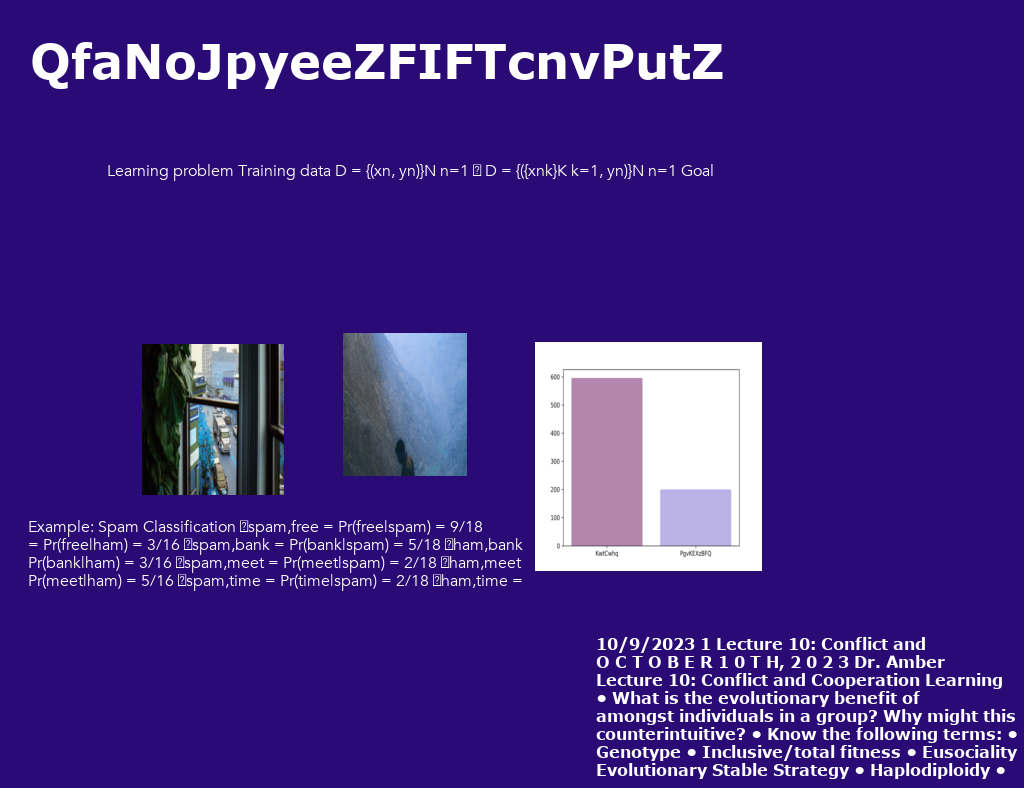 QfaNoJpyeeZFIFTcnvPutZ
Learning problem Training data D = {(xn, yn)}N n=1 � D = {({xnk}K k=1, yn)}N n=1 Goal
600
500
400
300
200
100
0
KwtCwhq
PgvKEXzBFQ
Example: Spam Classification �spam,free = Pr(free|spam) = 9/18
= Pr(free|ham) = 3/16 �spam,bank = Pr(bank|spam) = 5/18 �ham,bank
Pr(bank|ham) = 3/16 �spam,meet = Pr(meet|spam) = 2/18 �ham,meet
Pr(meet|ham) = 5/16 �spam,time = Pr(time|spam) = 2/18 �ham,time =
10/9/2023 1 Lecture 10: Conflict and
O C T O B E R 1 0 T H, 2 0 2 3 Dr. Amber
Lecture 10: Conflict and Cooperation Learning
● What is the evolutionary benefit of
amongst individuals in a group? Why might this
counterintuitive? ● Know the following terms: ●
Genotype ● Inclusive/total fitness ● Eusociality
Evolutionary Stable Strategy ● Haplodiploidy ●